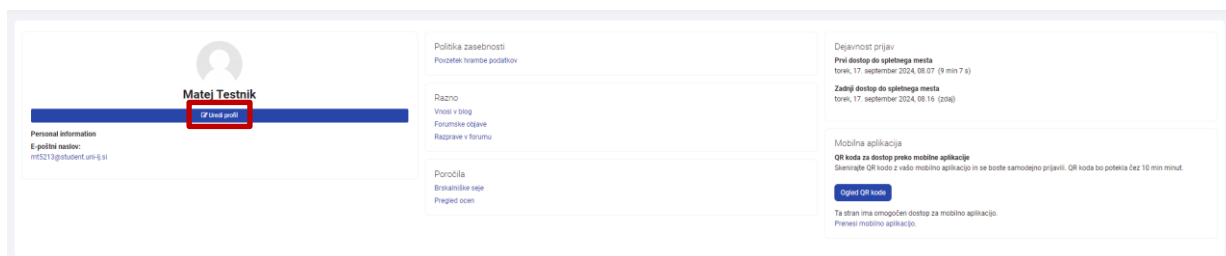 Matej Testnik
Uredi profil
Personal information
E-poštni naslov:
mt5213@student.uni-lj.si
Politika zasebnosti
Povzetek hrambe podatkov
Razno
Vnosi v blog
Forumske objave
Razprave v forumu
Poročila
Brskalniške seje
Pregled ocen
Dejavnost prijav
Prvi dostop do spletnega mesta
torek, 17. september 2024, 08.07 (9 min 7 s)
Zadnji dostop do spletnega mesta
torek, 17. september 2024, 08.16 (zdaj)
Mobilna aplikacija
QR koda za dostop preko mobilne aplikacije
Skenirajte QR kodo z vašo mobilno aplikacijo in se boste samodejno prijavili. QR koda bo potekla čez 10 min minut.
Ogled QR kode
Ta stran ima omogočen dostop za mobilno aplikacijo.
Prenesi mobilno aplikacijo.